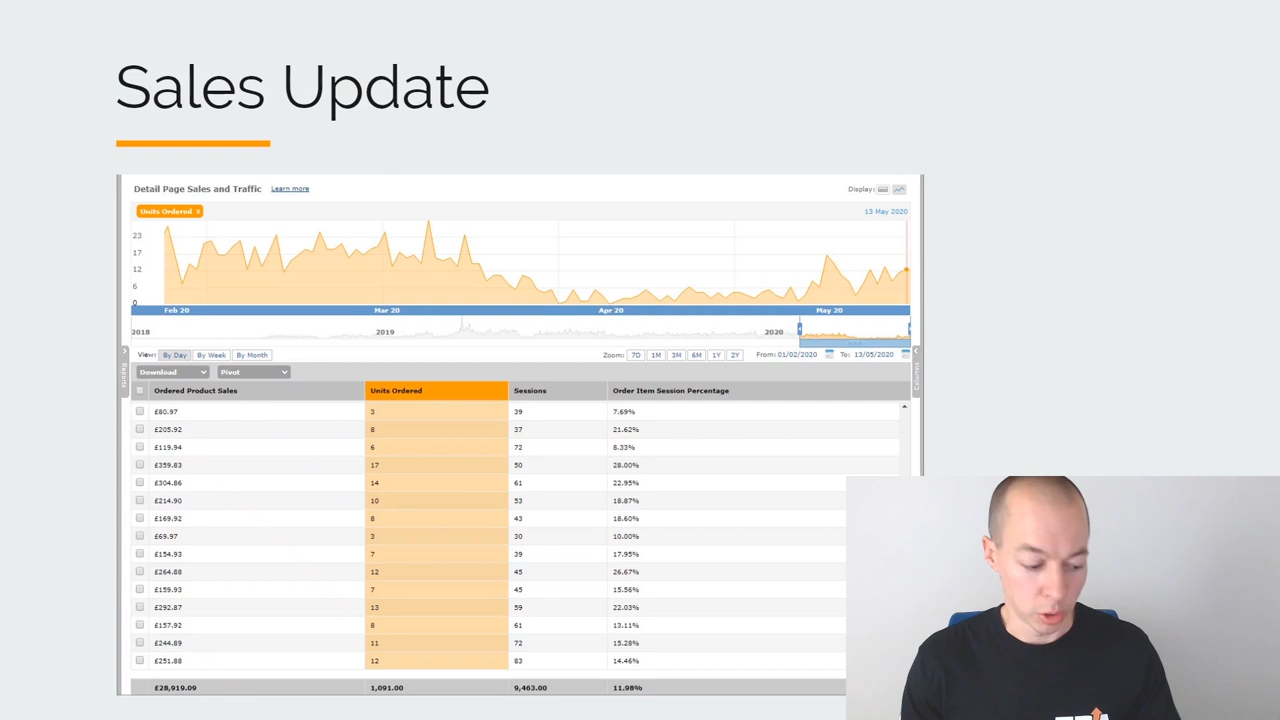 Sales Update
Detail Page Sales and Traffic Learn more Display:
Units Ordered x 13 May 2020
23
17
12
6
0
Feb 20 Mar 20 Apr 20 May 20
2018 2019 2020
View: By Day By Week By Month Zoom: 7D 1M 3M 6M 1Y 2Y From: 01/02/2020 To: 13/05/2020
Reports Columns
Download Pivot
Ordered Product Sales Units Ordered Sessions Order Item Session Percentage
£80.97 3 39 7.69%
£205.92 8 37 21.62%
£119.94 6 72 8.33%
£359.83 17 50 28.00%
£304.86 14 61 22.95%
£214.90 10 53 18.87%
£169.92 8 43 18.60%
£69.97 3 30 10.00%
£154.93 7 39 17.95%
£264.88 12 45 26.67%
£159.93 7 45 15.56%
£292.87 13 59 22.03%
£157.92 8 61 13.11%
£244.89 11 72 15.28%
£251.88 12 83 14.46%
£28,919.09 1,091.00 9,463.00 11.98%